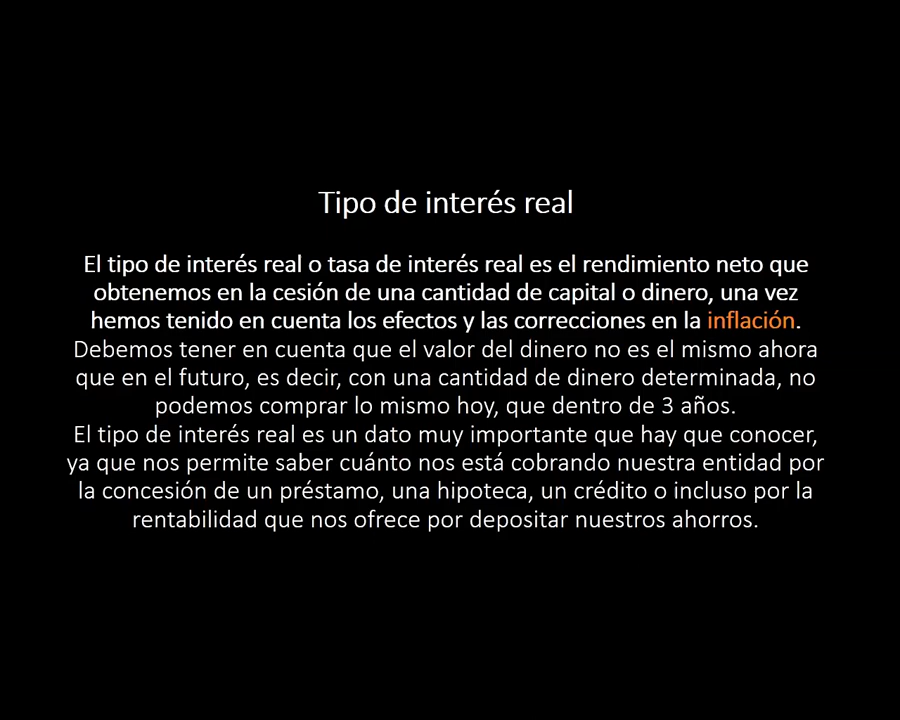 Tipo de interés real
El tipo de interés real o tasa de interés real es el rendimiento neto que
obtenemos en la cesión de una cantidad de capital o dinero, una vez
hemos tenido en cuenta los efectos y las correcciones en la inflación.
Debemos tener en cuenta que el valor del dinero no es el mismo ahora
que en el futuro, es decir, con una cantidad de dinero determinada, no
podemos comprar lo mismo hoy, que dentro de 3 años.
El tipo de interés real es un dato muy importante que hay que conocer,
ya que nos permite saber cuánto nos está cobrando nuestra entidad por
la concesión de un préstamo, una hipoteca, un crédito o incluso por la
rentabilidad que nos ofrece por depositar nuestros ahorros.